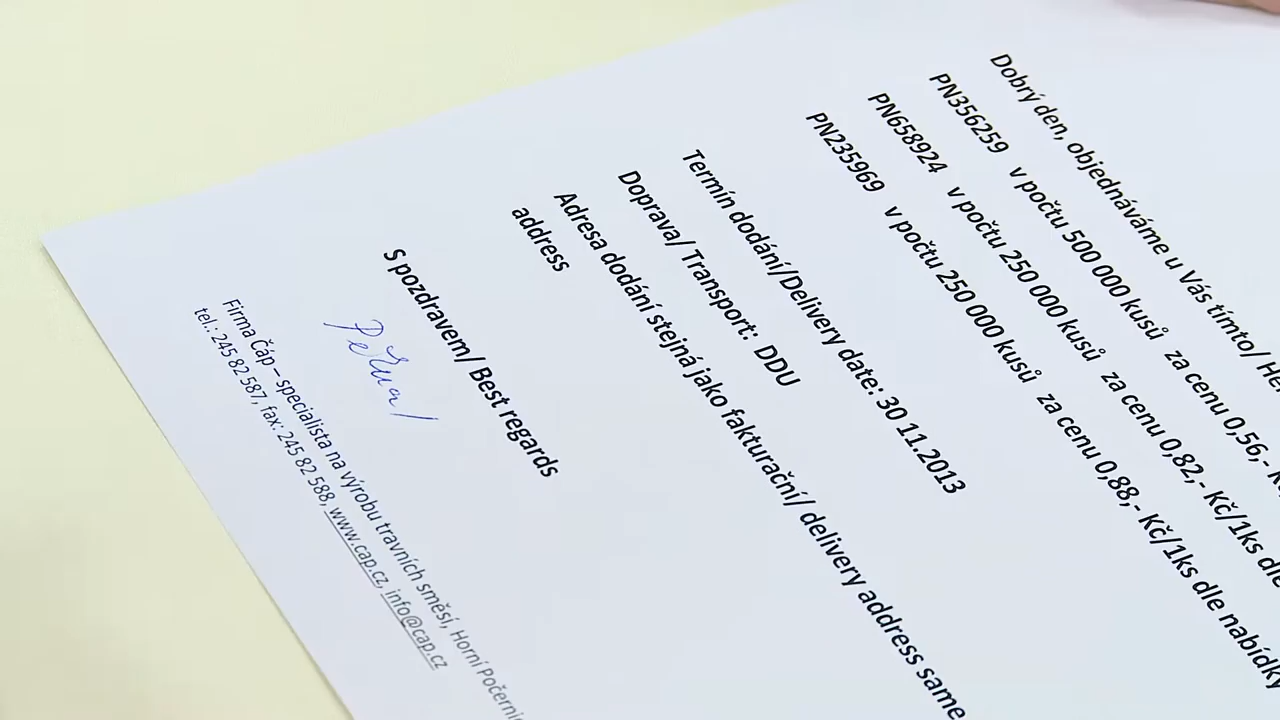 Dobrý den, objednáváme u Vás tímto/
PN356259 v počtu 500 000 kusů za cenu 0,56,-
PN658924 v počtu 250 000 kusů za cenu 0,82,- Kč/1ks dle
PN235969 v počtu 250 000 kusů za cenu 0,88,- Kč/1ks dle nabídky
Termín dodání/Delivery date: 30 11.2013
Doprava/ Transport: DDU
Adresa dodání stejná jako fakturační/ delivery address same
address
S pozdravem/ Best regards
Firma Čáp – specialista na výrobu travních směsí, Horní
tel.: 245 82 587, fax: 245 82 588, www.cap.cz, info@cap.cz